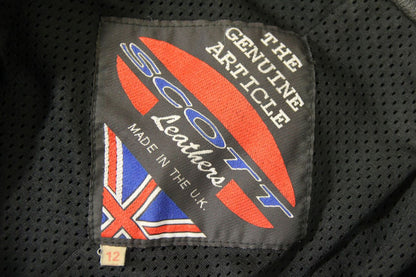 THE
GENUINE
ARTICLE
SCOTT
Leathers
MADE IN THE U.K.
12